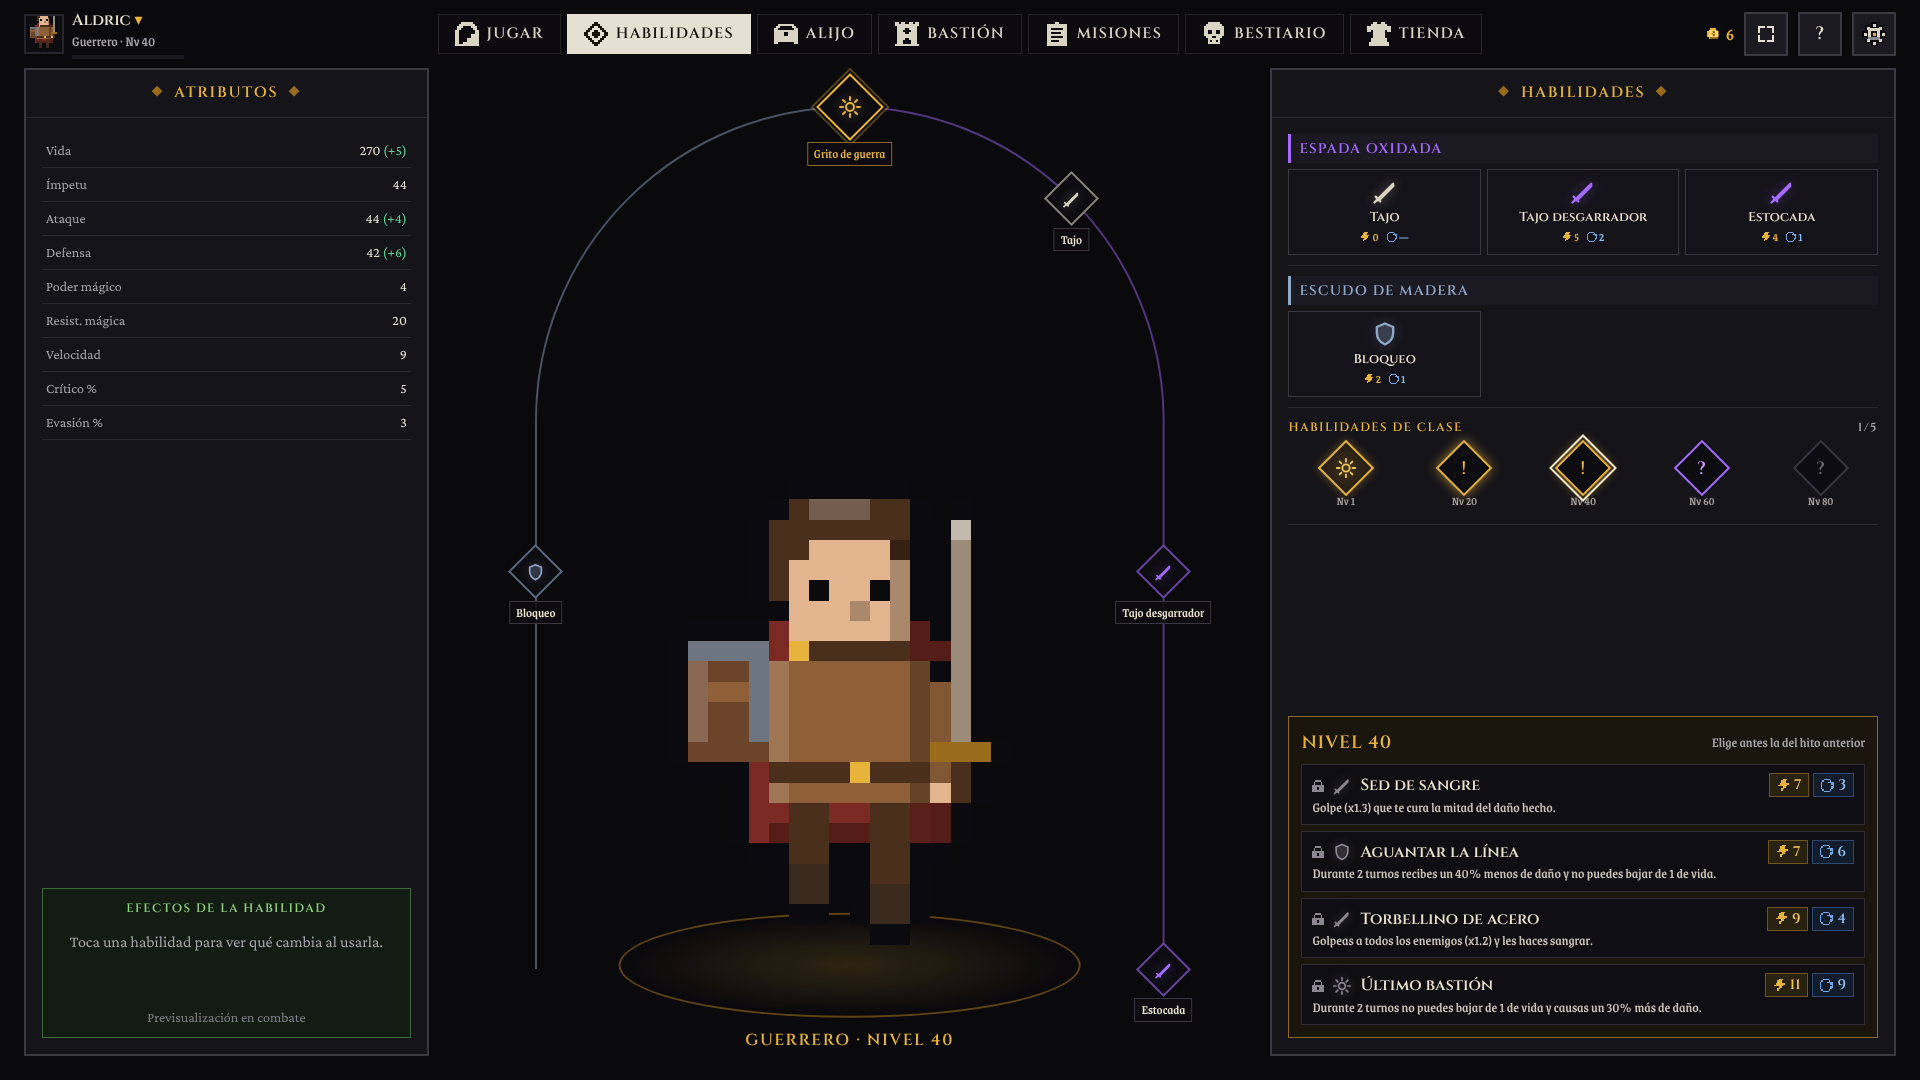 ALDRIC ▼
Guerrero · Nv 40
JUGAR
HABILIDADES
ALIJO
BASTIÓN
MISIONES
BESTIARIO
TIENDA
6
?
ATRIBUTOS
Vida 270 (+5)
Ímpetu 44
Ataque 44 (+4)
Defensa 42 (+6)
Poder mágico 4
Resist. mágica 20
Velocidad 9
Crítico % 5
Evasión % 3
EFECTOS DE LA HABILIDAD
Toca una habilidad para ver qué cambia al usarla.
Previsualización en combate
Grito de guerra
Tajo
Bloqueo
Tajo desgarrador
Estocada
GUERRERO · NIVEL 40
HABILIDADES
ESPADA OXIDADA
TAJO
0 —
TAJO DESGARRADOR
5 2
ESTOCADA
4 1
ESCUDO DE MADERA
BLOQUEO
2 1
HABILIDADES DE CLASE 1/5
! ! ? ?
Nv 1 Nv 20 Nv 40 Nv 60 Nv 80
NIVEL 40 Elige antes la del hito anterior
SED DE SANGRE 7 3
Golpe (x1.3) que te cura la mitad del daño hecho.
AGUANTAR LA LÍNEA 7 6
Durante 2 turnos recibes un 40% menos de daño y no puedes bajar de 1 de vida.
TORBELLINO DE ACERO 9 4
Golpeas a todos los enemigos (x1.2) y les haces sangrar.
ÚLTIMO BASTIÓN 11 9
Durante 2 turnos no puedes bajar de 1 de vida y causas un 30% más de daño.